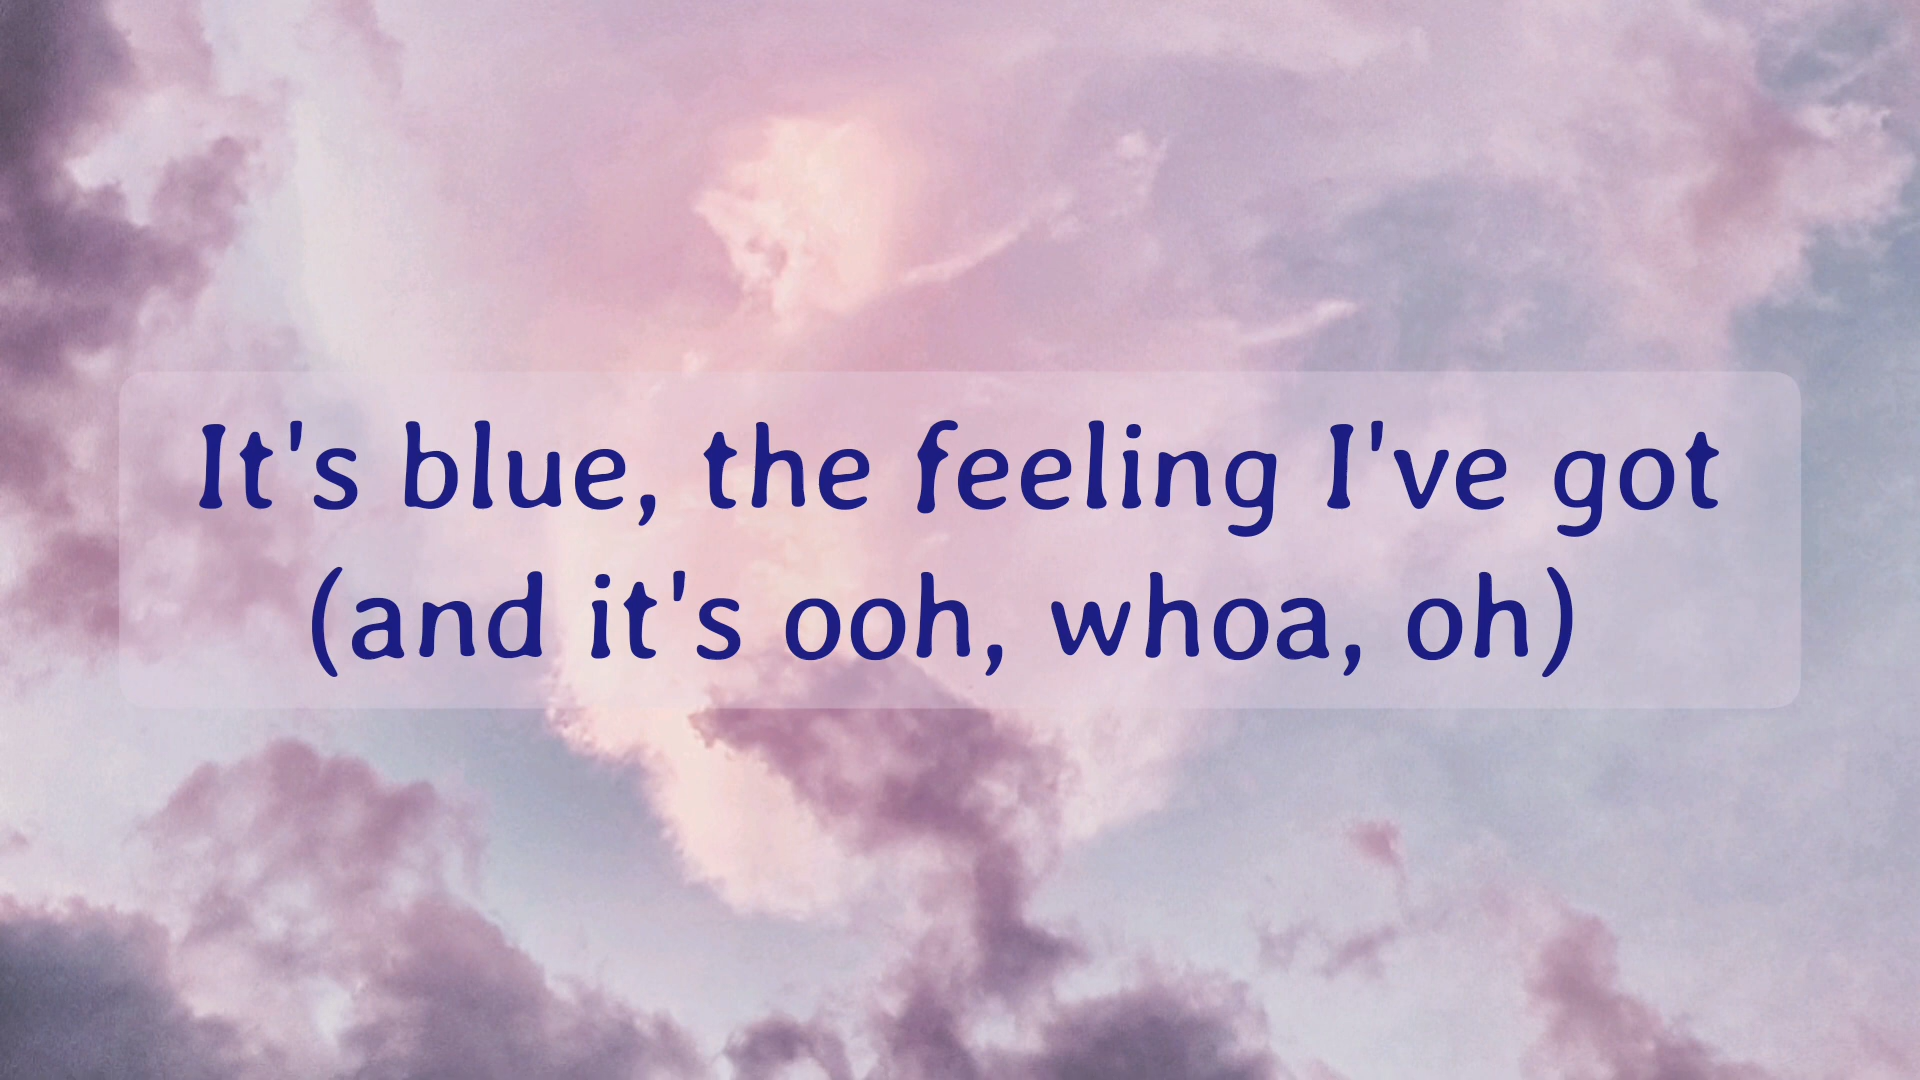 It's blue, the feeling I've got
(and it's ooh, whoa, oh)